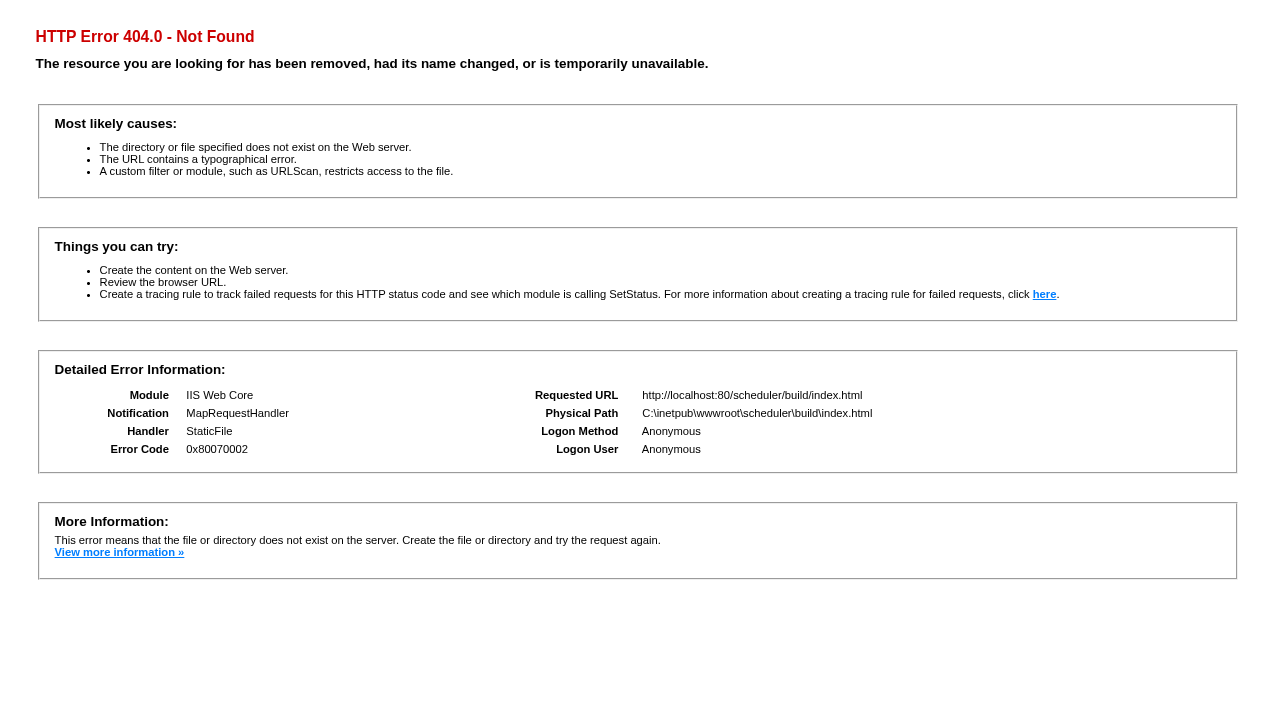 HTTP Error 404.0 - Not Found
The resource you are looking for has been removed, had its name changed, or is temporarily unavailable.
Most likely causes:
• The directory or file specified does not exist on the Web server.
• The URL contains a typographical error.
• A custom filter or module, such as URLScan, restricts access to the file.
Things you can try:
• Create the content on the Web server.
• Review the browser URL.
• Create a tracing rule to track failed requests for this HTTP status code and see which module is calling SetStatus. For more information about creating a tracing rule for failed requests, click here.
Detailed Error Information:
Module IIS Web Core Requested URL http://localhost:80/scheduler/build/index.html
Notification MapRequestHandler Physical Path C:\inetpub\wwwroot\scheduler\build\index.html
Handler StaticFile Logon Method Anonymous
Error Code 0x80070002 Logon User Anonymous
More Information:
This error means that the file or directory does not exist on the server. Create the file or directory and try the request again.
View more information »